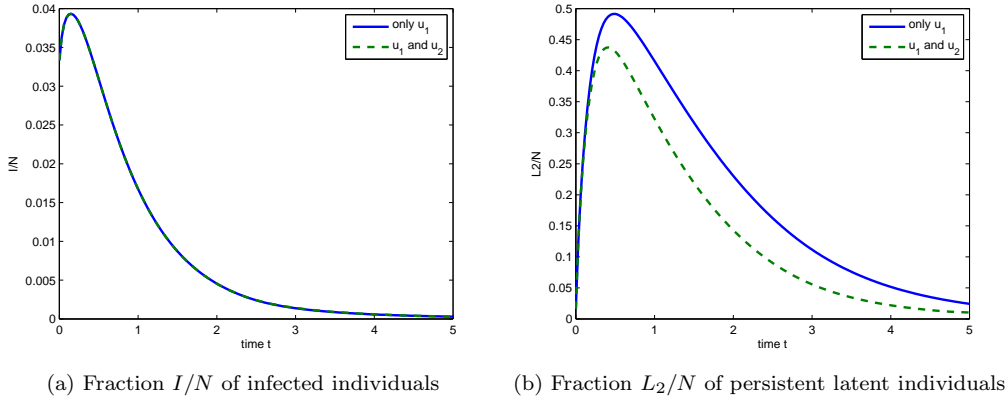 0.04
0.035
0.03
0.025
0.02
0.015
0.01
0.005
0
I/N
0 1 2 3 4 5
time t
only u1
u1 and u2
(a) Fraction I/N of infected individuals
0.5
0.45
0.4
0.35
0.3
0.25
0.2
0.15
0.1
0.05
0
L2/N
0 1 2 3 4 5
time t
only u1
u1 and u2
(b) Fraction L2/N of persistent latent individuals